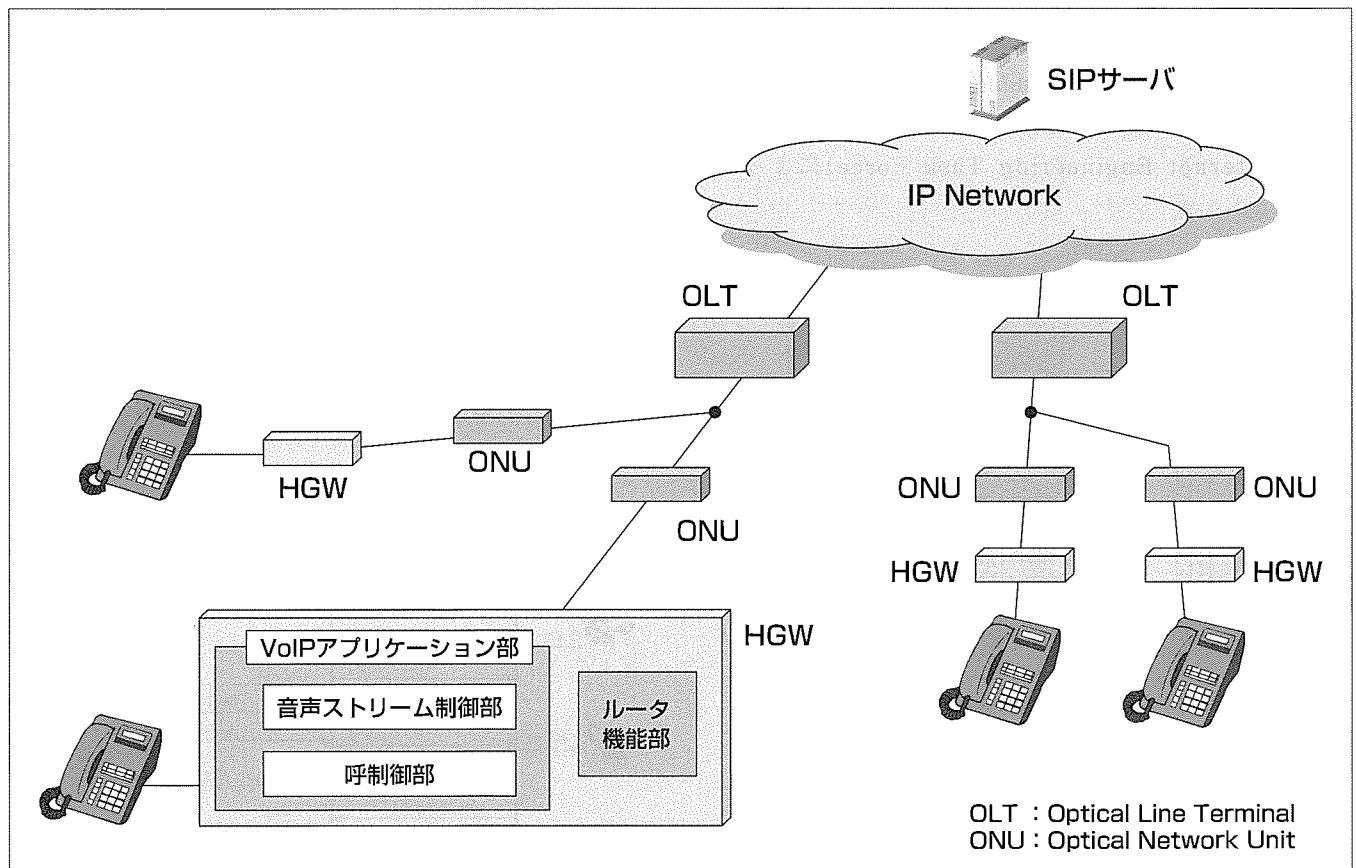 SIPサーバ
IP Network
OLT
OLT
HGW
ONU
ONU
ONU
ONU
HGW
HGW
HGW
VoIPアプリケーション部
音声ストリーム制御部
呼制御部
ルータ
機能部
OLT : Optical Line Terminal
ONU : Optical Network Unit